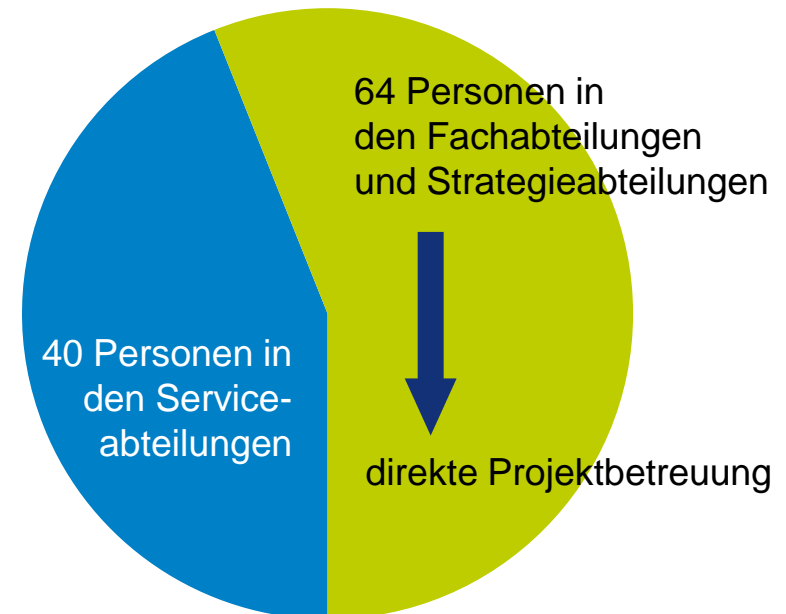 64 Personen in
den Fachabteilungen
und Strategieabteilungen
40 Personen in
den Service-
abteilungen
direkte Projektbetreuung